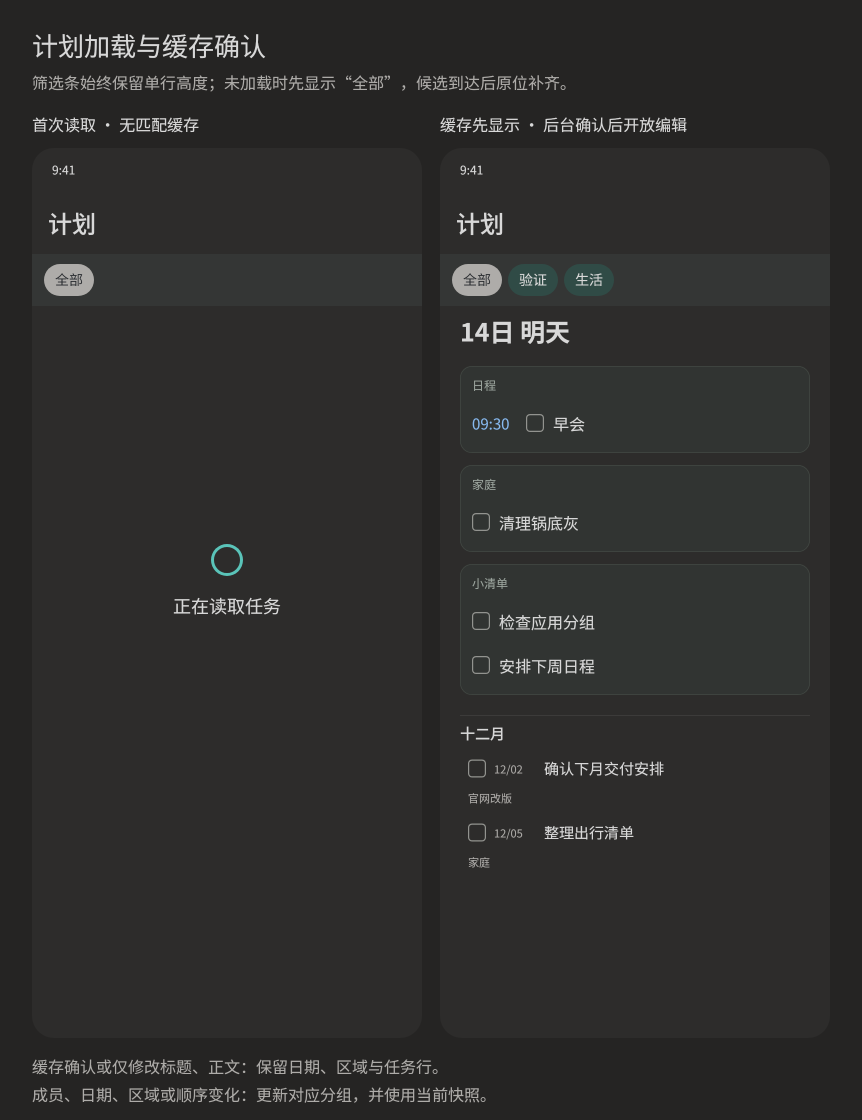 计划加载与缓存确认
筛选条始终保留单行高度；未加载时先显示“全部”，候选到达后原位补齐。
首次读取 · 无匹配缓存
9:41
计划
全部
正在读取任务
缓存先显示 · 后台确认后开放编辑
9:41
计划
全部 验证 生活
14日 明天
日程
09:30 早会
家庭
清理锅底灰
小清单
检查应用分组
安排下周日程
十二月
12/02 确认下月交付安排
官网改版
12/05 整理出行清单
家庭
缓存确认或仅修改标题、正文：保留日期、区域与任务行。
成员、日期、区域或顺序变化：更新对应分组，并使用当前快照。